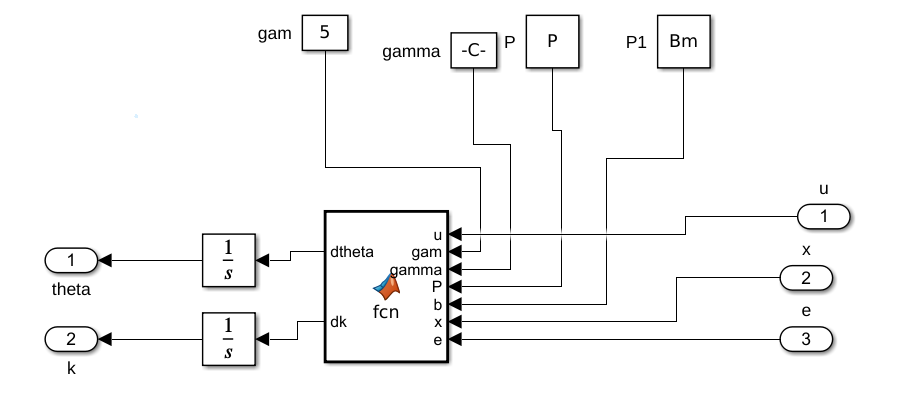 gam
5
gamma
-C-
P
P
P1
Bm
u
1
x
2
e
3
u
gam
gamma
P
b
x
e
dtheta
dk
fcn
1
s
1
s
1
theta
2
k